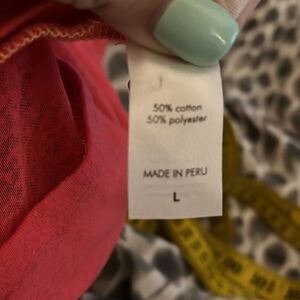 50% cotton
50% polyester
MADE IN PERU
L